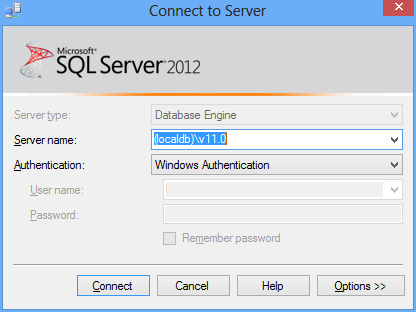 Connect to Server
Microsoft®
SQL Server® 2012
Server type: Database Engine
Server name: (localdb)\v11.0
Authentication: Windows Authentication
User name:
Password:
Remember password
Connect Cancel Help Options >>